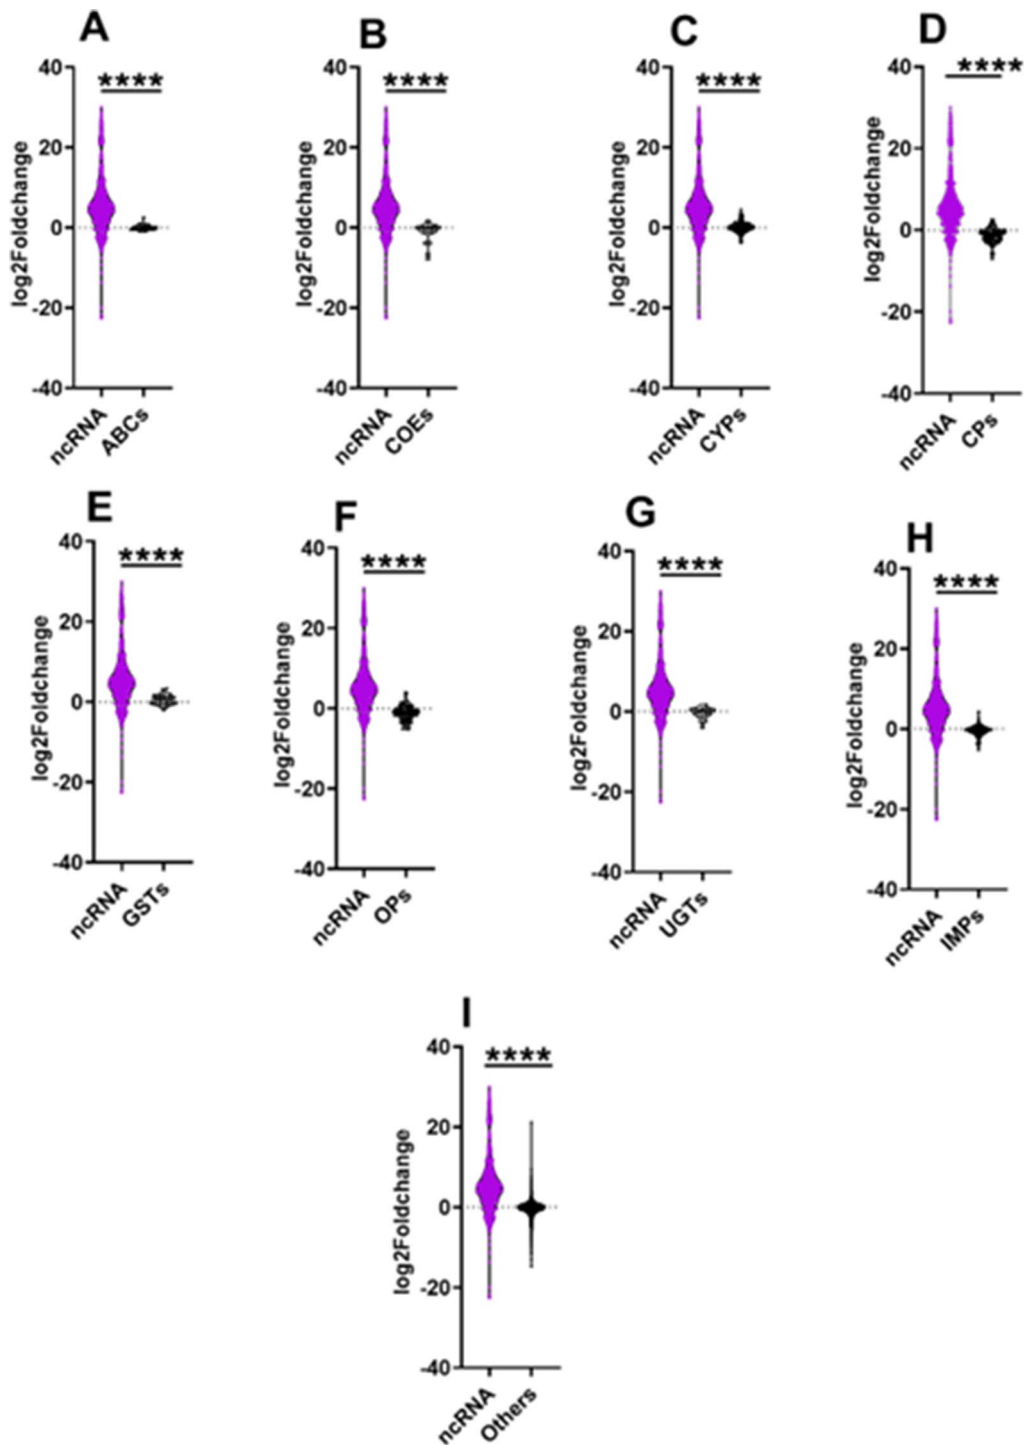 A
B
C
D
****
****
****
****
40
20
0
-20
-40
log2Foldchange
ncRNA
ABCs
40
20
0
-20
-40
log2Foldchange
ncRNA
COEs
40
20
0
-20
-40
log2Foldchange
ncRNA
CYPs
40
20
0
-20
-40
log2Foldchange
ncRNA
CPs
E
F
G
H
****
****
****
****
40
20
0
-20
-40
log2Foldchange
ncRNA
GSTs
40
20
0
-20
-40
log2Foldchange
ncRNA
OPs
40
20
0
-20
-40
log2Foldchange
ncRNA
UGTs
40
20
0
-20
-40
log2Foldchange
ncRNA
IMPs
I
****
40
20
0
-20
-40
log2Foldchange
ncRNA
Others